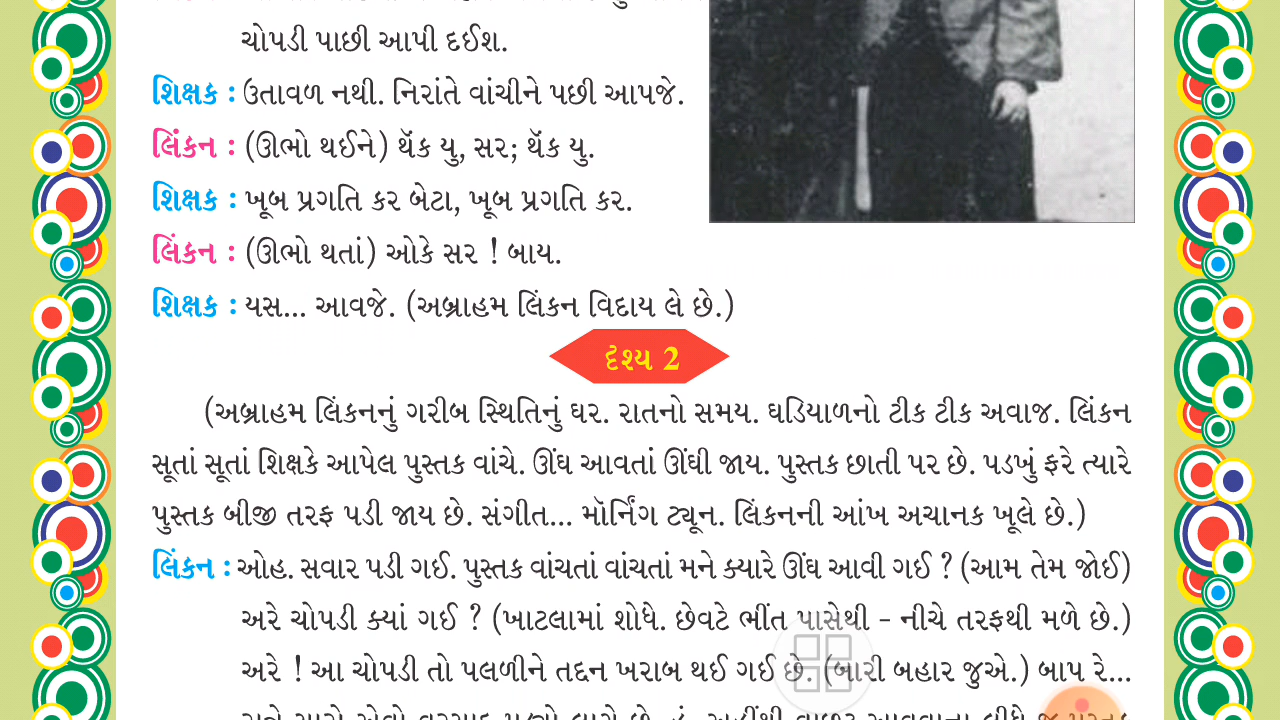 ચોપડી પાછી આપી દઈશ.
શિક્ષક : ઉતાવળ નથી. નિરાંતે વાંચીને પછી આપજે.
લિંકન : (ઊભો થઈને) થૅંક યુ, સર; થૅંક યુ.
શિક્ષક : ખૂબ પ્રગતિ કર બેટા, ખૂબ પ્રગતિ કર.
લિંકન : (ઊભો થતાં) ઓકે સર ! બાય.
શિક્ષક : યસ... આવજે. (અબ્રાહમ લિંકન વિદાય લે છે.)
દૃશ્ય 2
(અબ્રાહમ લિંકનનું ગરીબ સ્થિતિનું ઘર. રાતનો સમય. ઘડિયાળનો ટીક ટીક અવાજ. લિંકન
સૂતાં સૂતાં શિક્ષકે આપેલ પુસ્તક વાંચે. ઊંઘ આવતાં ઊંઘી જાય. પુસ્તક છાતી પર છે. પડખું ફરે ત્યારે
પુસ્તક બીજી તરફ પડી જાય છે. સંગીત... મૉર્નિંગ ટ્યૂન. લિંકનની આંખ અચાનક ખૂલે છે.)
લિંકન : ઓહ. સવાર પડી ગઈ. પુસ્તક વાંચતાં વાંચતાં મને ક્યારે ઊંઘ આવી ગઈ ? (આમ તેમ જોઈ)
અરે ચોપડી ક્યાં ગઈ ? (ખાટલામાં શોધે. છેવટે ભીંત પાસેથી - નીચે તરફથી મળે છે.)
અરે ! આ ચોપડી તો પલળીને તદ્દન ખરાબ થઈ ગઈ છે. (બારી બહાર જુએ.) બાપ રે...